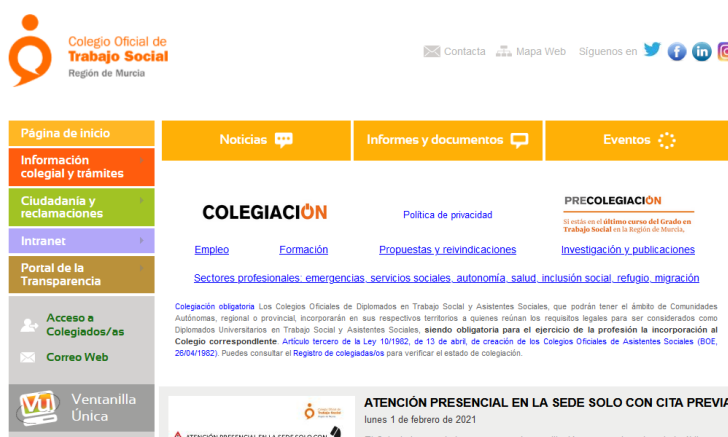 Colegio Oficial de
Trabajo Social
Región de Murcia
Contacta
Mapa Web
Síguenos en
Página de inicio
Información
colegial y trámites
Ciudadanía y
reclamaciones
Intranet
Portal de la
Transparencia
Acceso a
Colegiados/as
Correo Web
Ventanilla
Única
Noticias
Informes y documentos
Eventos
COLEGIACIÓN
Política de privacidad
PRECOLEGIACIÓN
Si estás en el último curso del Grado en
Trabajo Social en la Región de Murcia,
Empleo
Formación
Propuestas y reivindicaciones
Investigación y publicaciones
Sectores profesionales: emergencias, servicios sociales, autonomía, salud, inclusión social, refugio, migración
Colegiación obligatoria Los Colegios Oficiales de Diplomados en Trabajo Social y Asistentes Sociales, que podrán tener el ámbito de Comunidades
Autónomas, regional o provincial, incorporarán en sus respectivos territorios a quienes reúnan los requisitos legales para ser considerados como
Diplomados Universitarios en Trabajo Social y Asistentes Sociales, siendo obligatoria para el ejercicio de la profesión la incorporación al
Colegio correspondiente. Artículo tercero de la Ley 10/1982, de 13 de abril, de creación de los Colegios Oficiales de Asistentes Sociales (BOE,
26/04/1982). Puedes consultar el Registro de colegiadas/os para verificar el estado de colegiación.
ATENCIÓN PRESENCIAL EN LA SEDE SOLO CON CITA PREVIA
lunes 1 de febrero de 2021
Trabajo Social
ATENCIÓN PRESENCIAL EN LA SEDE SOLO CON